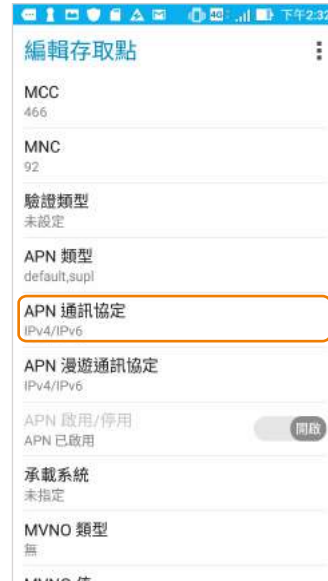 4G 下午2:32
編輯存取點
MCC
466
MNC
92
驗證類型
未設定
APN 類型
default,supl
APN 通訊協定
IPv4/IPv6
APN 漫遊通訊協定
IPv4/IPv6
APN 啟用/停用
APN 已啟用
開啟
承載系統
未指定
MVNO 類型
無
MVNO 值